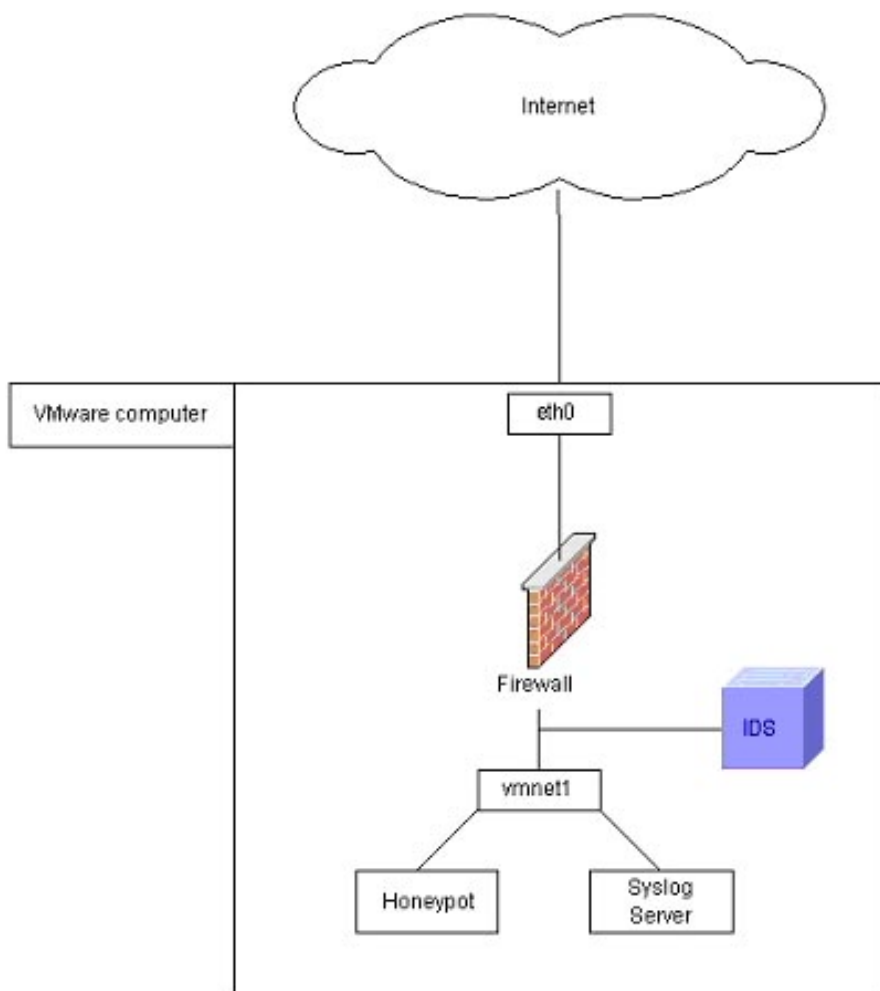 Internet
VMware computer
eth0
Firewall
IDS
vmnet1
Honeypot
Syslog
Server